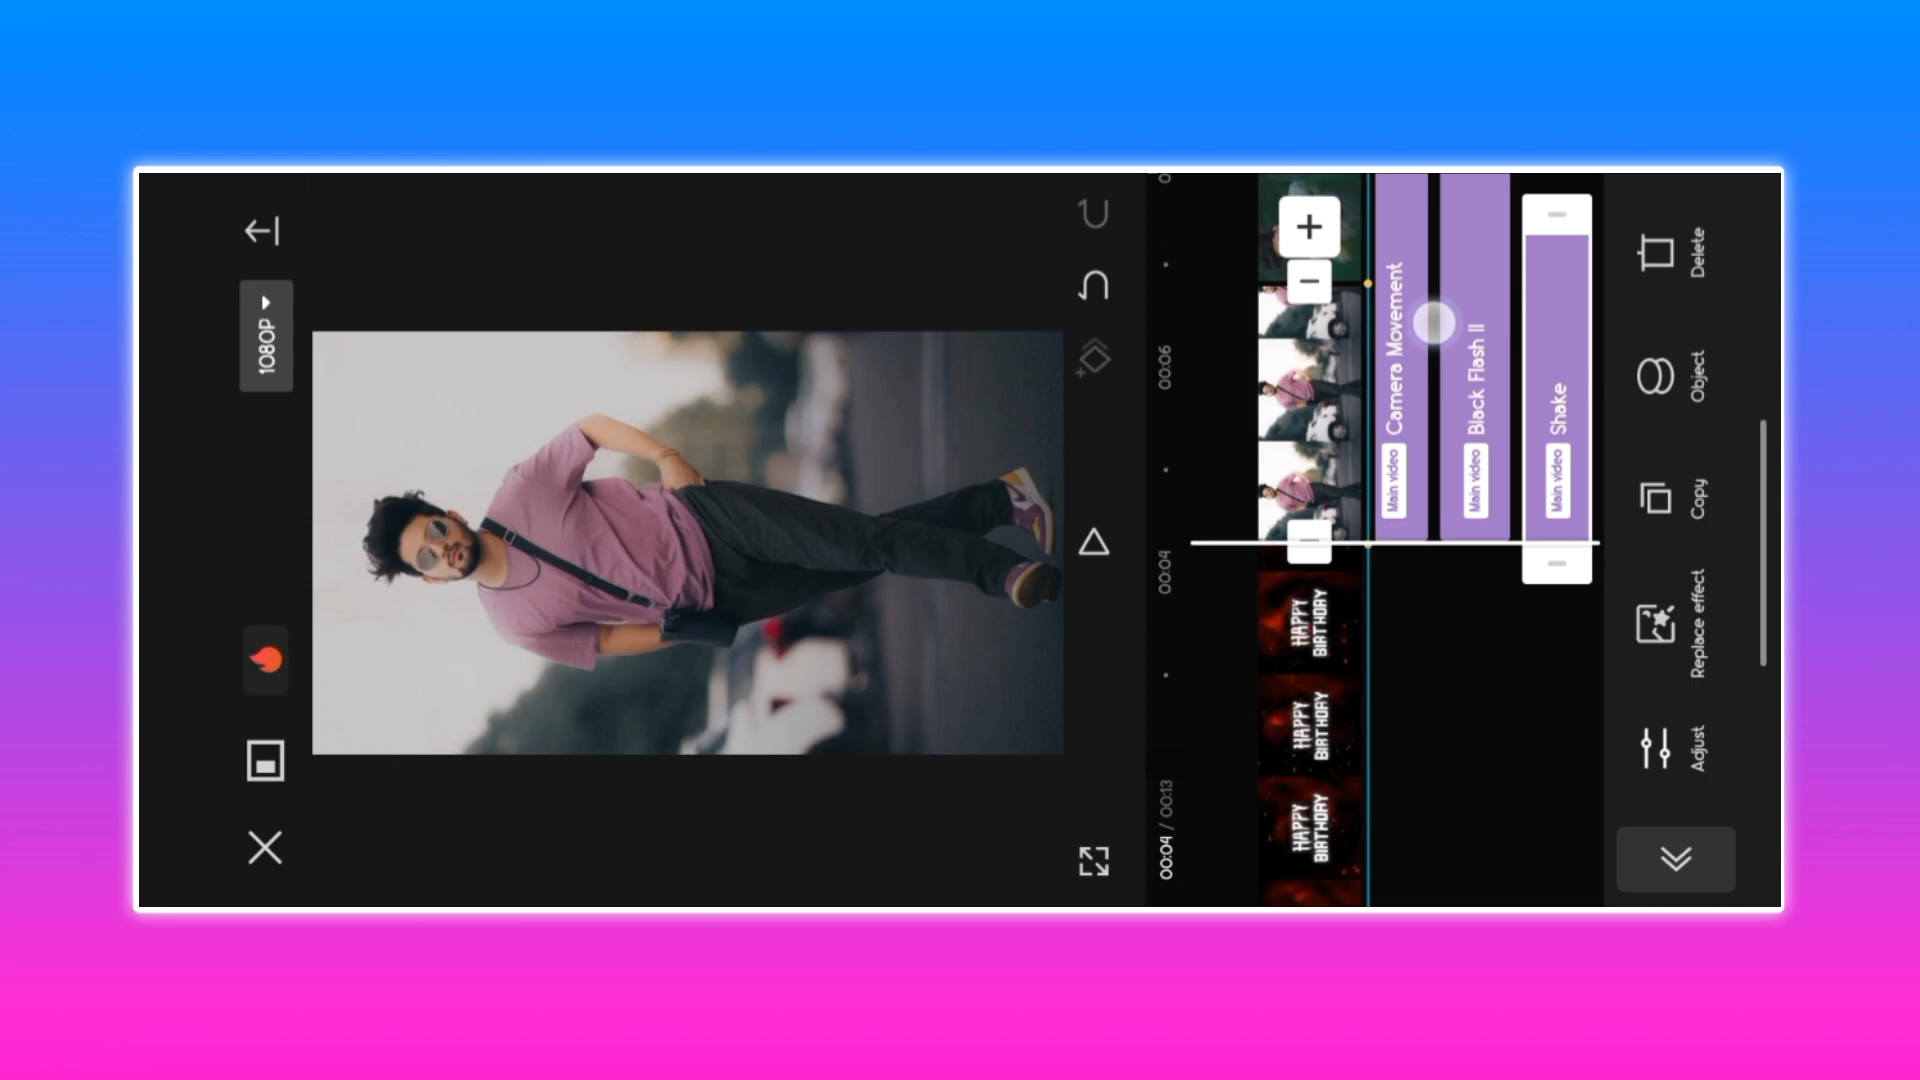 1080P
00:04 / 00:13
00:04
00:06
HAPPY
BIRTHDAY
HAPPY
BIRTHDAY
HAPPY
BIRTHDAY
Main video Camera Movement
Main video Black Flash II
Main video Shake
Adjust
Replace effect
Copy
Object
Delete